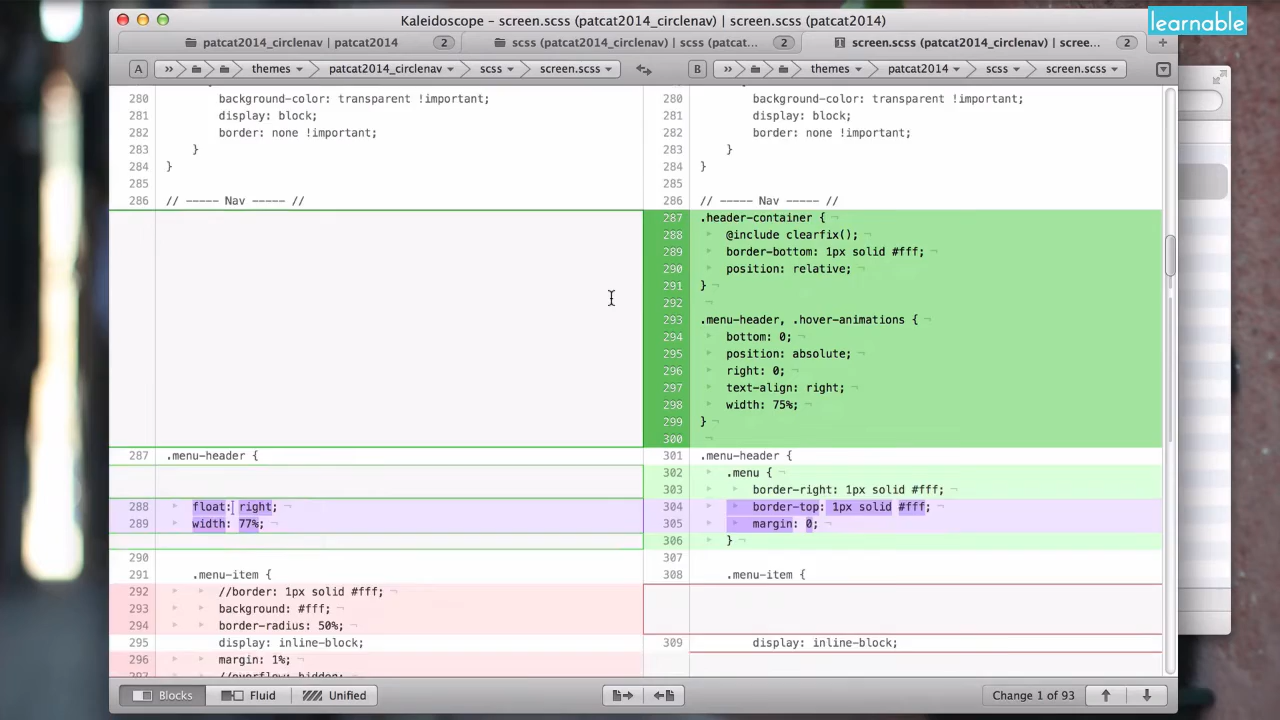 learnable
Kaleidoscope – screen.scss (patcat2014_circlenav) | screen.scss (patcat2014)
patcat2014_circlenav | patcat2014 2
scss (patcat2014_circlenav) | scss (patcat... 2
screen.scss (patcat2014_circlenav) | scree... 2
A themes patcat2014_circlenav scss screen.scss
B themes patcat2014 scss screen.scss
280 background-color: transparent !important;
281 display: block;
282 border: none !important;
283 }
284 }
285
286 // ----- Nav ----- //
287 .menu-header {
288 float: right;
289 width: 77%;
290
291 .menu-item {
292 //border: 1px solid #fff;
293 background: #fff;
294 border-radius: 50%;
295 display: inline-block;
296 margin: 1%;
297 //overflow: hidden;
280 background-color: transparent !important;
281 display: block;
282 border: none !important;
283 }
284 }
285
286 // ----- Nav ----- //
287 .header-container {
288 @include clearfix();
289 border-bottom: 1px solid #fff;
290 position: relative;
291 }
292
293 .menu-header, .hover-animations {
294 bottom: 0;
295 position: absolute;
296 right: 0;
297 text-align: right;
298 width: 75%;
299 }
300
301 .menu-header {
302 .menu {
303 border-right: 1px solid #fff;
304 border-top: 1px solid #fff;
305 margin: 0;
306 }
307
308 .menu-item {
309 display: inline-block;
Blocks Fluid Unified Change 1 of 93